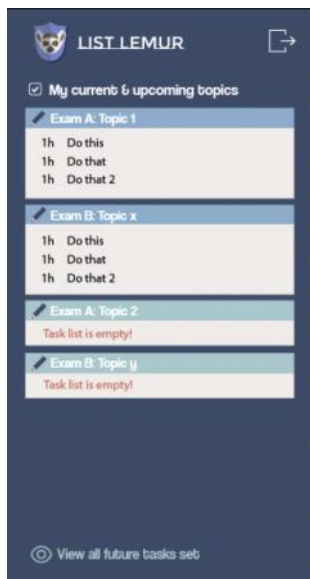 LIST LEMUR
My current & upcoming topics
Exam A: Topic 1
1h Do this
1h Do that
1h Do that 2
Exam B: Topic x
1h Do this
1h Do that
1h Do that 2
Exam A: Topic 2
Task list is empty!
Exam B: Topic y
Task list is empty!
View all future tasks set